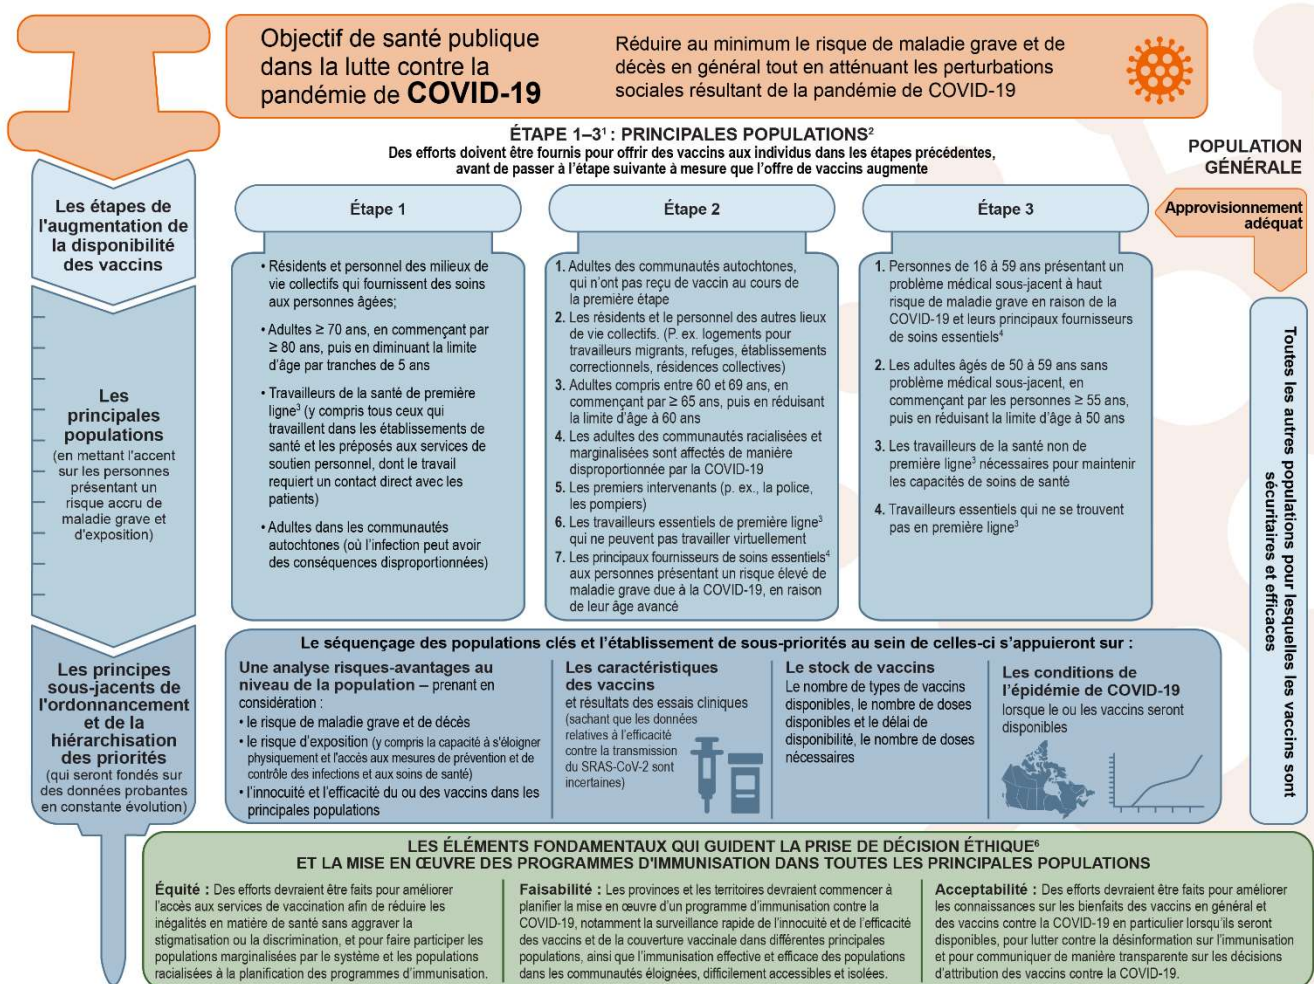 Objectif de santé publique
dans la lutte contre la
pandémie de COVID-19
Réduire au minimum le risque de maladie grave et de
décès en général tout en atténuant les perturbations
sociales résultant de la pandémie de COVID-19
ÉTAPE 1–3¹ : PRINCIPALES POPULATIONS²
Des efforts doivent être fournis pour offrir des vaccins aux individus dans les étapes précédentes,
avant de passer à l'étape suivante à mesure que l'offre de vaccins augmente
POPULATION
GÉNÉRALE
Approvisionnement
adéquat
Toutes les autres populations pour lesquelles les vaccins sont
sécuritaires et efficaces
Les étapes de
l'augmentation de
la disponibilité
des vaccins
Étape 1
• Résidents et personnel des milieux de
vie collectifs qui fournissent des soins
aux personnes âgées;
• Adultes ≥ 70 ans, en commençant par
≥ 80 ans, puis en diminuant la limite
d'âge par tranches de 5 ans
• Travailleurs de la santé de première
ligne³ (y compris tous ceux qui
travaillent dans les établissements de
santé et les préposés aux services de
soutien personnel, dont le travail
requiert un contact direct avec les
patients)
• Adultes dans les communautés
autochtones (où l'infection peut avoir
des conséquences disproportionnées)
Étape 2
1. Adultes des communautés autochtones,
qui n'ont pas reçu de vaccin au cours de
la première étape
2. Les résidents et le personnel des autres lieux
de vie collectifs. (P. ex. logements pour
travailleurs migrants, refuges, établissements
correctionnels, résidences collectives)
3. Adultes compris entre 60 et 69 ans, en
commençant par ≥ 65 ans, puis en réduisant
la limite d'âge à 60 ans
4. Les adultes des communautés racialisées et
marginalisées sont affectés de manière
disproportionnée par la COVID-19
5. Les premiers intervenants (p. ex., la police,
les pompiers)
6. Les travailleurs essentiels de première ligne³
qui ne peuvent pas travailler virtuellement
7. Les principaux fournisseurs de soins essentiels⁴
aux personnes présentant un risque élevé de
maladie grave due à la COVID-19, en raison
de leur âge avancé
Étape 3
1. Personnes de 16 à 59 ans présentant un
problème médical sous-jacent à haut
risque de maladie grave en raison de la
COVID-19 et leurs principaux fournisseurs
de soins essentiels⁴
2. Les adultes âgés de 50 à 59 ans sans
problème médical sous-jacent, en
commençant par les personnes ≥ 55 ans,
puis en réduisant la limite d'âge à 50 ans
3. Les travailleurs de la santé non de
première ligne³ nécessaires pour maintenir
les capacités de soins de santé
4. Travailleurs essentiels qui ne se trouvent
pas en première ligne³
Les
principales
populations
(en mettant l'accent
sur les personnes
présentant un
risque accru de
maladie grave et
d'exposition)
Les principes
sous-jacents de
l'ordonnancement
et de la
hiérarchisation
des priorités
(qui seront fondés sur
des données probantes
en constante évolution)
Le séquençage des populations clés et l'établissement de sous-priorités au sein de celles-ci s'appuieront sur :
Une analyse risques-avantages au
niveau de la population – prenant en
considération :
• le risque de maladie grave et de décès
• le risque d'exposition (y compris la capacité à s'éloigner
physiquement et l'accès aux mesures de prévention et de
contrôle des infections et aux soins de santé)
• l'innocuité et l'efficacité du ou des vaccins dans les
principales populations
Les caractéristiques
des vaccins
et résultats des essais cliniques
(sachant que les données
relatives à l'efficacité
contre la transmission
du SRAS-CoV-2 sont
incertaines)
Le stock de vaccins
Le nombre de types de vaccins
disponibles, le nombre de doses
disponibles et le délai de
disponibilité, le nombre de doses
nécessaires
Les conditions de
l'épidémie de COVID-19
lorsque le ou les vaccins seront
disponibles
LES ÉLÉMENTS FONDAMENTAUX QUI GUIDENT LA PRISE DE DÉCISION ÉTHIQUE⁶
ET LA MISE EN ŒUVRE DES PROGRAMMES D'IMMUNISATION DANS TOUTES LES PRINCIPALES POPULATIONS
Équité : Des efforts devraient être faits pour améliorer
l'accès aux services de vaccination afin de réduire les
inégalités en matière de santé sans aggraver la
stigmatisation ou la discrimination, et pour faire participer les
populations marginalisées par le système et les populations
racialisées à la planification des programmes d'immunisation.
Faisabilité : Les provinces et les territoires devraient commencer à
planifier la mise en œuvre d'un programme d'immunisation contre la
COVID-19, notamment la surveillance rapide de l'innocuité et de l'efficacité
des vaccins et de la couverture vaccinale dans différentes principales
populations, ainsi que l'immunisation effective et efficace des populations
dans les communautés éloignées, difficilement accessibles et isolées.
Acceptabilité : Des efforts devraient être faits pour améliorer
les connaissances sur les bienfaits des vaccins en général et
des vaccins contre la COVID-19 en particulier lorsqu'ils seront
disponibles, pour lutter contre la désinformation sur l'immunisation
et pour communiquer de manière transparente sur les décisions
d'attribution des vaccins contre la COVID-19.